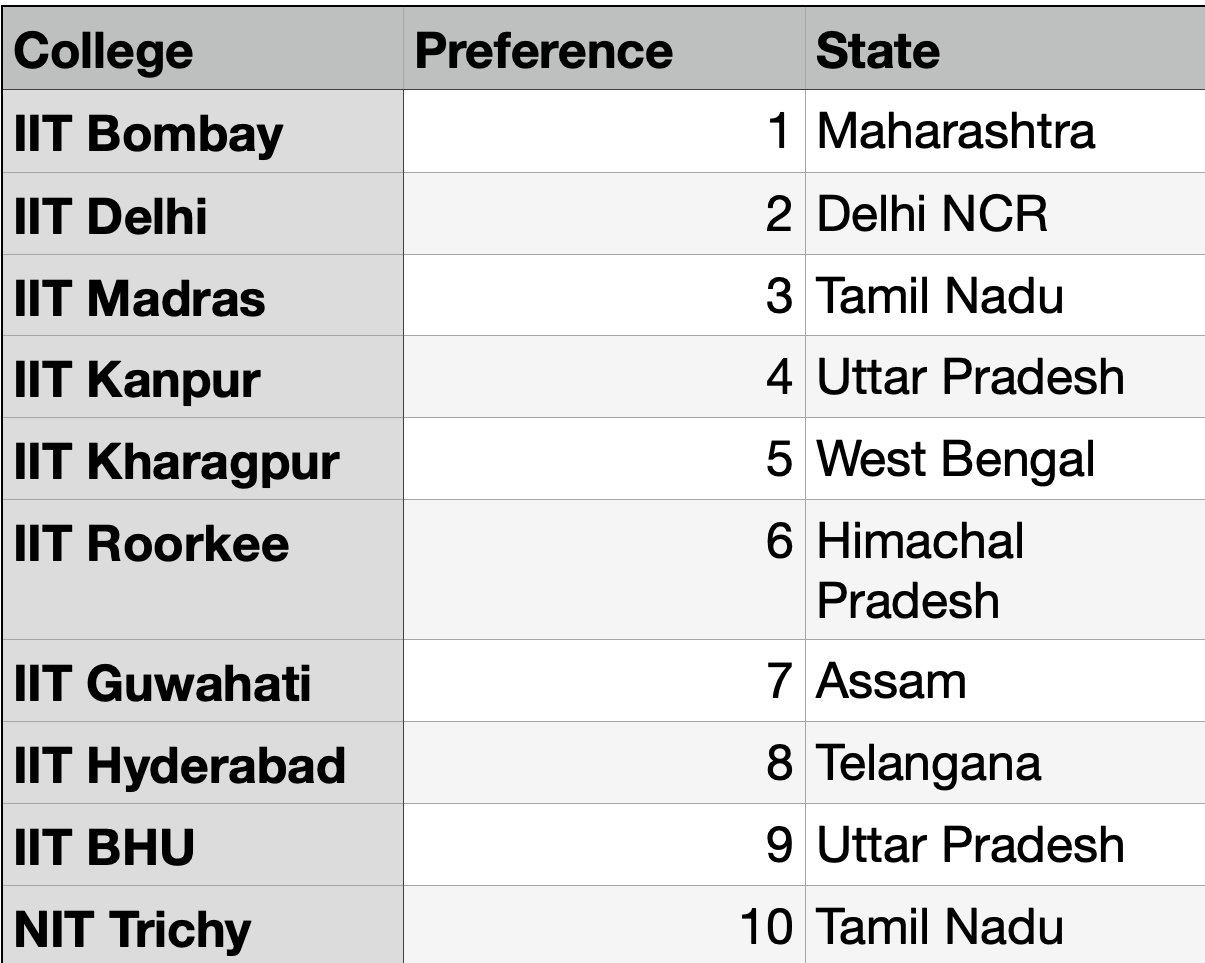 College Preference State
IIT Bombay 1 Maharashtra
IIT Delhi 2 Delhi NCR
IIT Madras 3 Tamil Nadu
IIT Kanpur 4 Uttar Pradesh
IIT Kharagpur 5 West Bengal
IIT Roorkee 6 Himachal
Pradesh
IIT Guwahati 7 Assam
IIT Hyderabad 8 Telangana
IIT BHU 9 Uttar Pradesh
NIT Trichy 10 Tamil Nadu